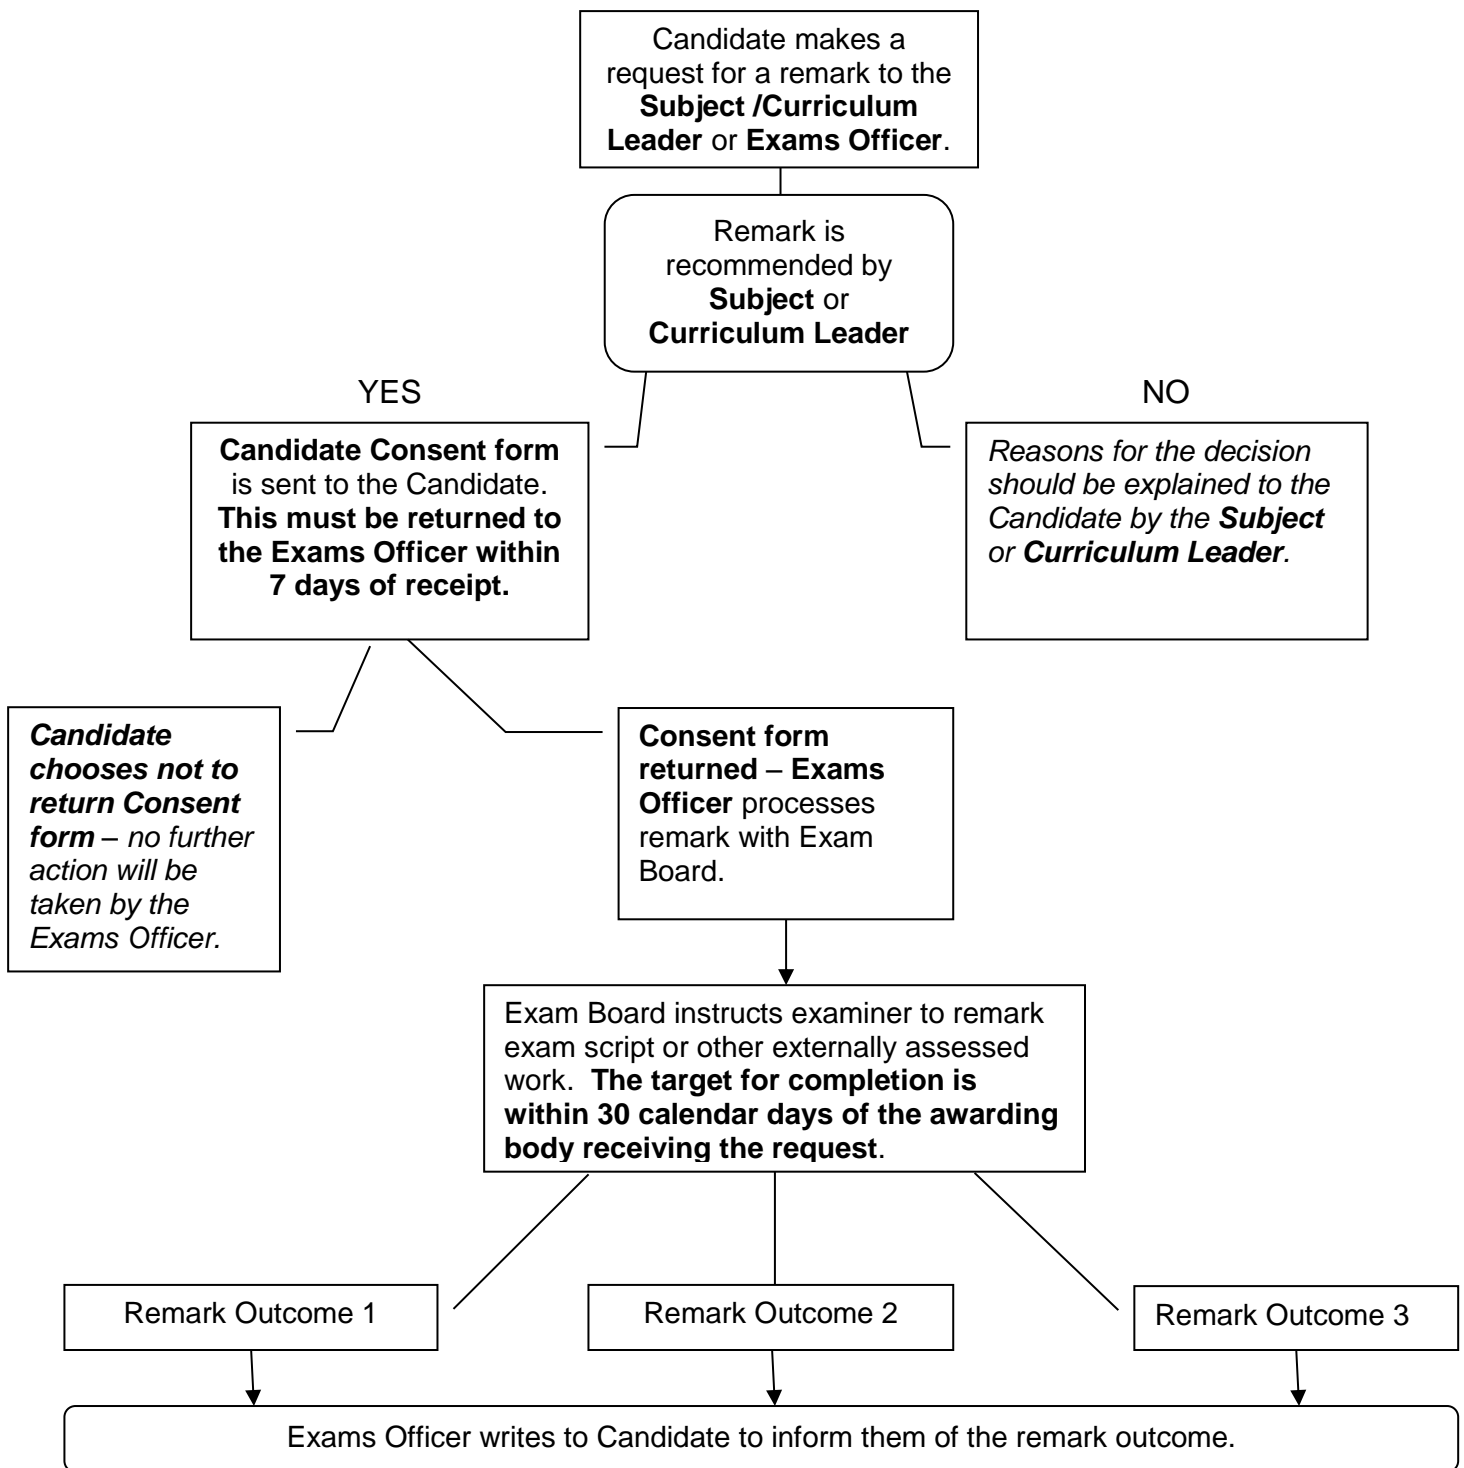 Candidate makes a
request for a remark to the
Subject /Curriculum
Leader or Exams Officer.
Remark is
recommended by
Subject or
Curriculum Leader
YES
NO
Candidate Consent form
is sent to the Candidate.
This must be returned to
the Exams Officer within
7 days of receipt.
Reasons for the decision
should be explained to the
Candidate by the Subject
or Curriculum Leader.
Candidate
chooses not to
return Consent
form – no further
action will be
taken by the
Exams Officer.
Consent form
returned – Exams
Officer processes
remark with Exam
Board.
Exam Board instructs examiner to remark
exam script or other externally assessed
work.  The target for completion is
within 30 calendar days of the awarding
body receiving the request.
Remark Outcome 1
Remark Outcome 2
Remark Outcome 3
Exams Officer writes to Candidate to inform them of the remark outcome.